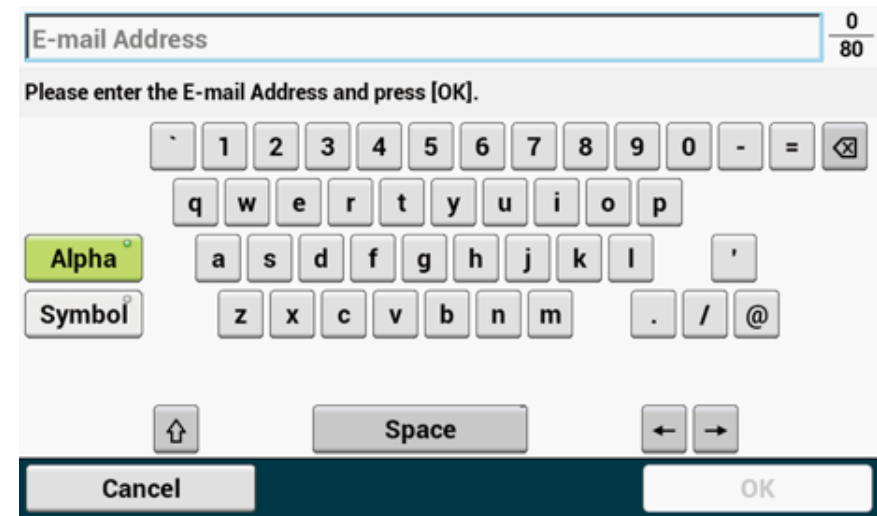 E-mail Address
0
80
Please enter the E-mail Address and press [OK].
` 1 2 3 4 5 6 7 8 9 0 - =
q w e r t y u i o p
Alpha a s d f g h j k l '
Symbol z x c v b n m . / @
Space ← →
Cancel OK